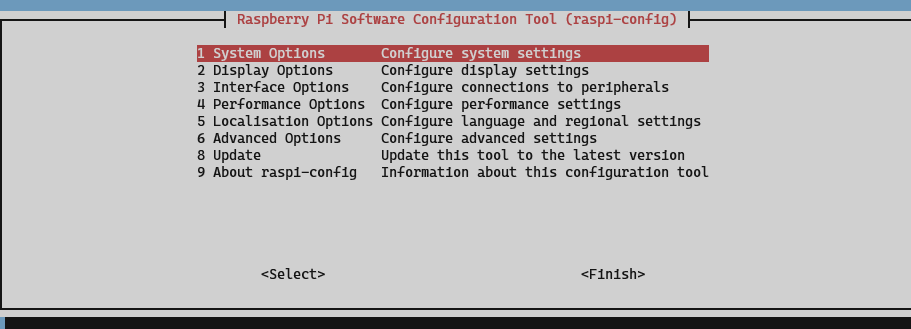 Raspberry Pi Software Configuration Tool (raspi-config)
1 System Options Configure system settings
2 Display Options Configure display settings
3 Interface Options Configure connections to peripherals
4 Performance Options Configure performance settings
5 Localisation Options Configure language and regional settings
6 Advanced Options Configure advanced settings
8 Update Update this tool to the latest version
9 About raspi-config Information about this configuration tool
<Select> <Finish>